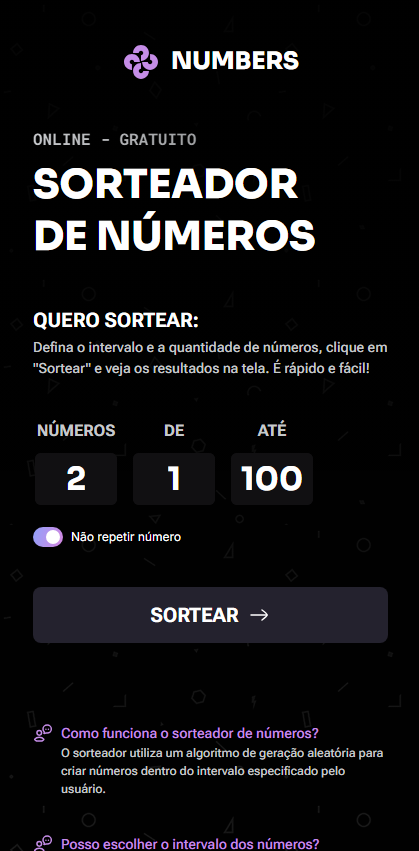 NUMBERS
ONLINE - GRATUITO
SORTEADOR
DE NÚMEROS
QUERO SORTEAR:
Defina o intervalo e a quantidade de números, clique em
"Sortear" e veja os resultados na tela. É rápido e fácil!
NÚMEROS DE ATÉ
2 1 100
Não repetir número
SORTEAR →
Como funciona o sorteador de números?
O sorteador utiliza um algoritmo de geração aleatória para
criar números dentro do intervalo especificado pelo
usuário.
Posso escolher o intervalo dos números?